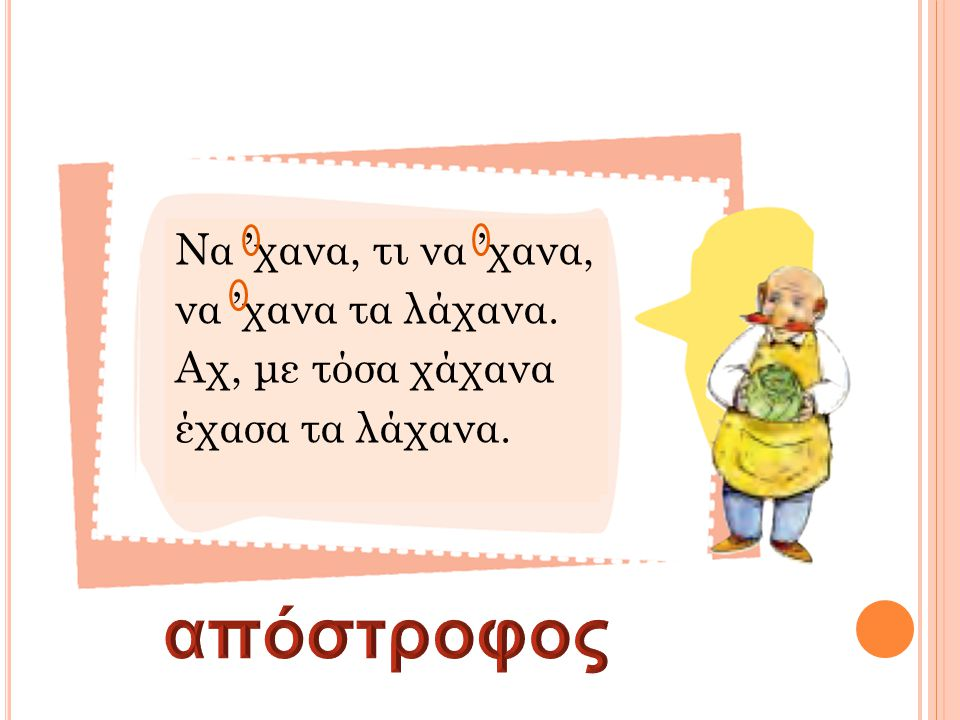 Να ’χανα, τι να ’χανα,
να ’χανα τα λάχανα.
Αχ, με τόσα χάχανα
έχασα τα λάχανα.
απόστροφος